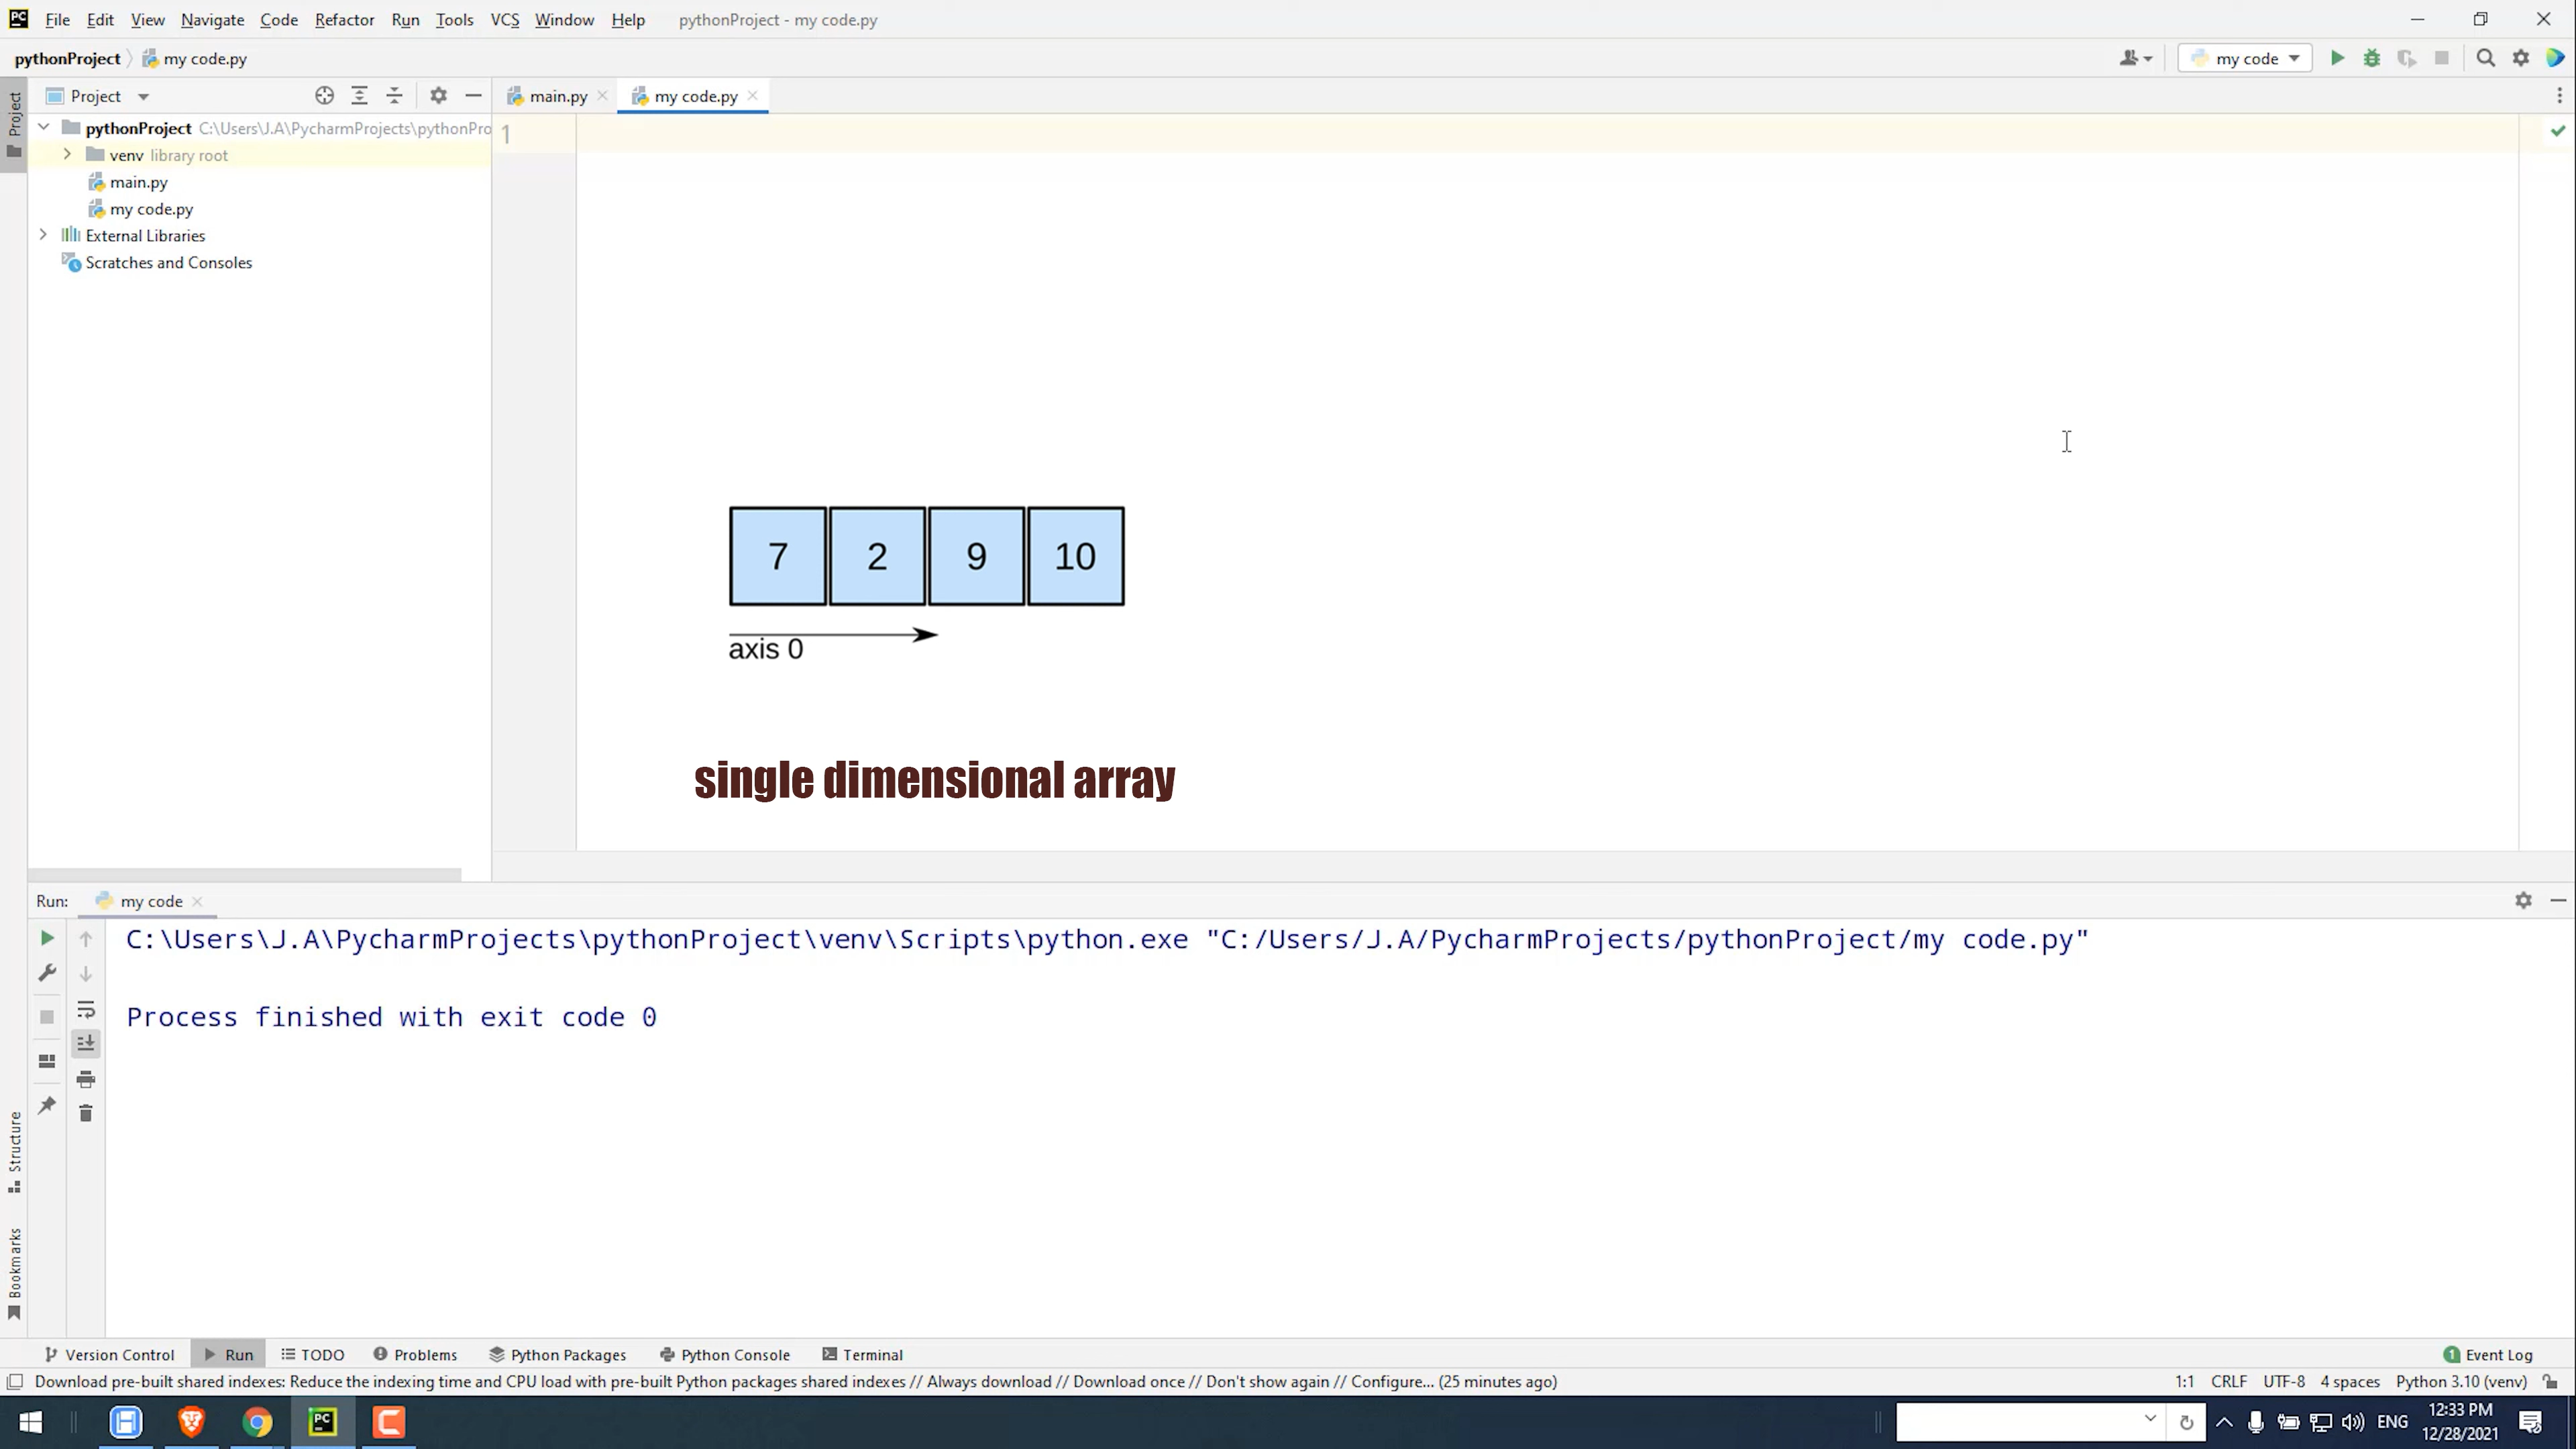 PC File Edit View Navigate Code Refactor Run Tools VCS Window Help pythonProject - my code.py
pythonProject my code.py my code
Project main.py my code.py
Project
pythonProject C:\Users\J.A\PycharmProjects\pythonPro
1
venv library root
main.py
my code.py
External Libraries
Scratches and Consoles
7 2 9 10
axis 0
single dimensional array
Run: my code
C:\Users\J.A\PycharmProjects\pythonProject\venv\Scripts\python.exe "C:/Users/J.A/PycharmProjects/pythonProject/my code.py"
Process finished with exit code 0
Structure
Bookmarks
Version Control Run TODO Problems Python Packages Python Console Terminal 1 Event Log
Download pre-built shared indexes: Reduce the indexing time and CPU load with pre-built Python packages shared indexes // Always download // Download once // Don't show again // Configure... (25 minutes ago) 1:1 CRLF UTF-8 4 spaces Python 3.10 (venv)
PC ENG 12:33 PM
12/28/2021